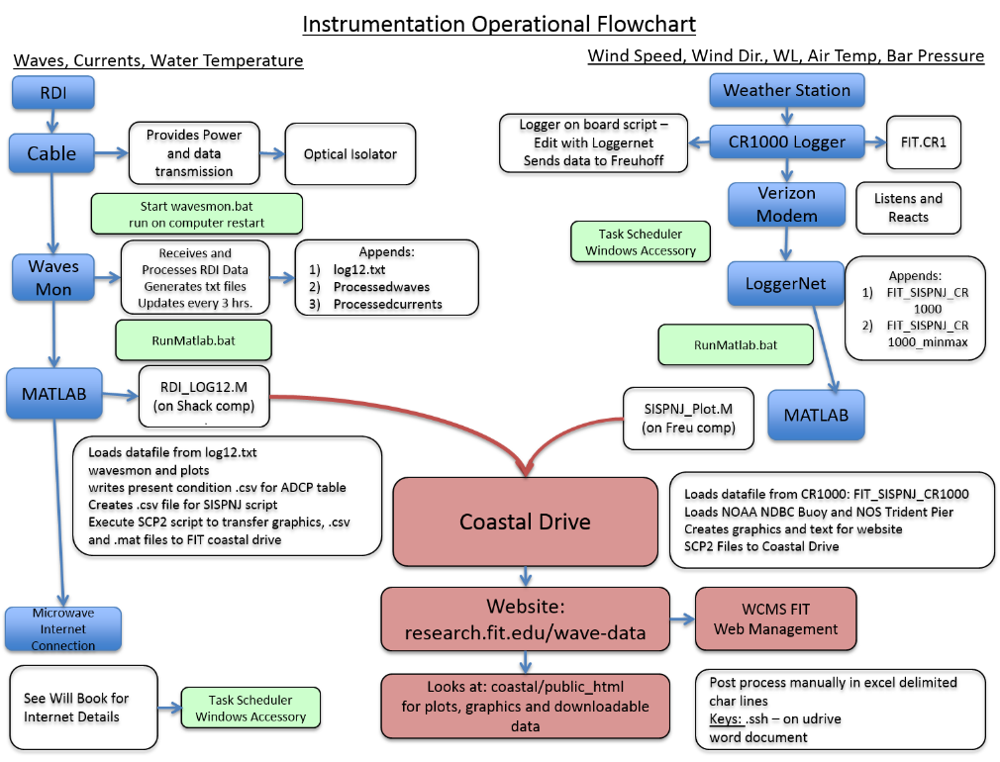 Instrumentation Operational Flowchart
Waves, Currents, Water Temperature
RDI
Cable
Provides Power
and data
transmission
Optical Isolator
Start wavesmon.bat
run on computer restart
Waves
Mon
Receives and
Processes RDI Data
Generates txt files
Updates every 3 hrs.
Appends:
1) log12.txt
2) Processedwaves
3) Processedcurrents
RunMatlab.bat
MATLAB
RDI_LOG12.M
(on Shack comp)
.
Loads datafile from log12.txt
wavesmon and plots
writes present condition .csv for ADCP table
Creates .csv file for SISPNJ script
Execute SCP2 script to transfer graphics, .csv
and .mat files to FIT coastal drive
Microwave
Internet
Connection
See Will Book for
Internet Details
Task Scheduler
Windows Accessory
Wind Speed, Wind Dir., WL, Air Temp, Bar Pressure
Weather Station
Logger on board script –
Edit with Loggernet
Sends data to Freuhoff
CR1000 Logger
FIT.CR1
Verizon
Modem
Listens and
Reacts
Task Scheduler
Windows Accessory
LoggerNet
Appends:
1) FIT_SISPNJ_CR
1000
2) FIT_SISPNJ_CR
1000_minmax
RunMatlab.bat
SISPNJ_Plot.M
(on Freu comp)
MATLAB
Coastal Drive
Loads datafile from CR1000: FIT_SISPNJ_CR1000
Loads NOAA NDBC Buoy and NOS Trident Pier
Creates graphics and text for website
SCP2 Files to Coastal Drive
Website:
research.fit.edu/wave-data
WCMS FIT
Web Management
Looks at: coastal/public_html
for plots, graphics and downloadable
data
Post process manually in excel delimited
char lines
Keys: .ssh – on udrive
word document